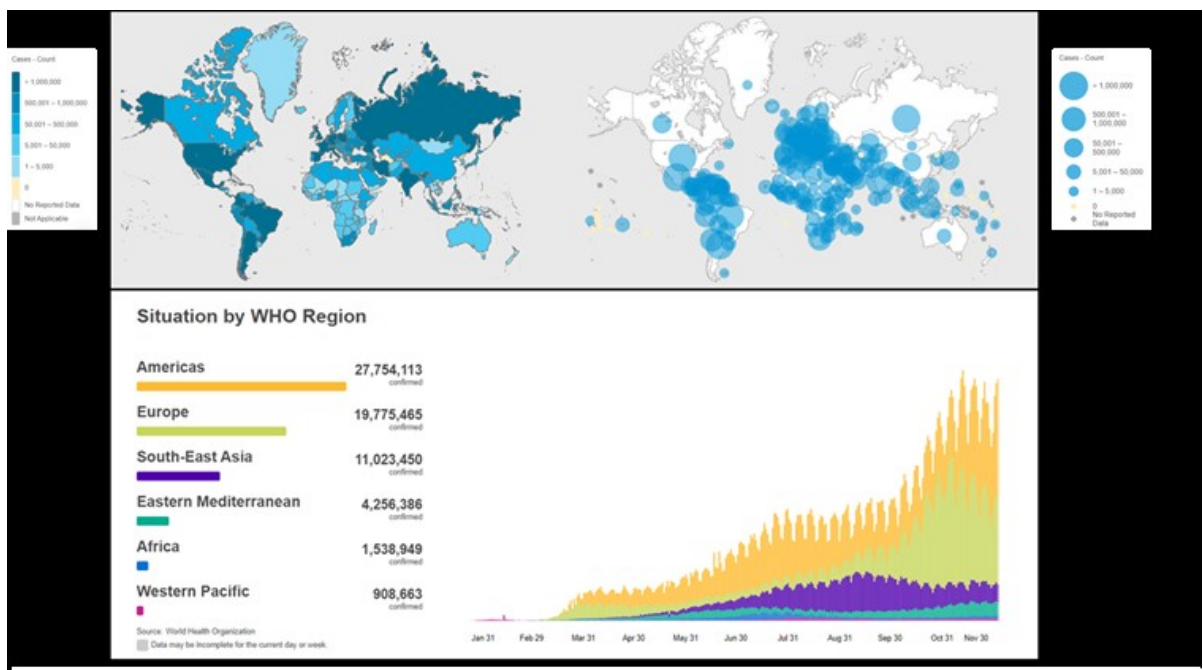 Cases - Count
> 1,000,000
500,001 – 1,000,000
50,001 – 500,000
5,001 – 50,000
1 – 5,000
0
No Reported Data
Not Applicable
Cases - Count
> 1,000,000
500,001 –
1,000,000
50,001 –
500,000
5,001 – 50,000
1 – 5,000
0
No Reported
Data
Situation by WHO Region
Americas
27,754,113
confirmed
Europe
19,775,465
confirmed
South-East Asia
11,023,450
confirmed
Eastern Mediterranean
4,256,386
confirmed
Africa
1,538,949
confirmed
Western Pacific
908,663
confirmed
Source: World Health Organization
Data may be incomplete for the current day or week.
Jan 31 Feb 29 Mar 31 Apr 30 May 31 Jun 30 Jul 31 Aug 31 Sep 30 Oct 31 Nov 30